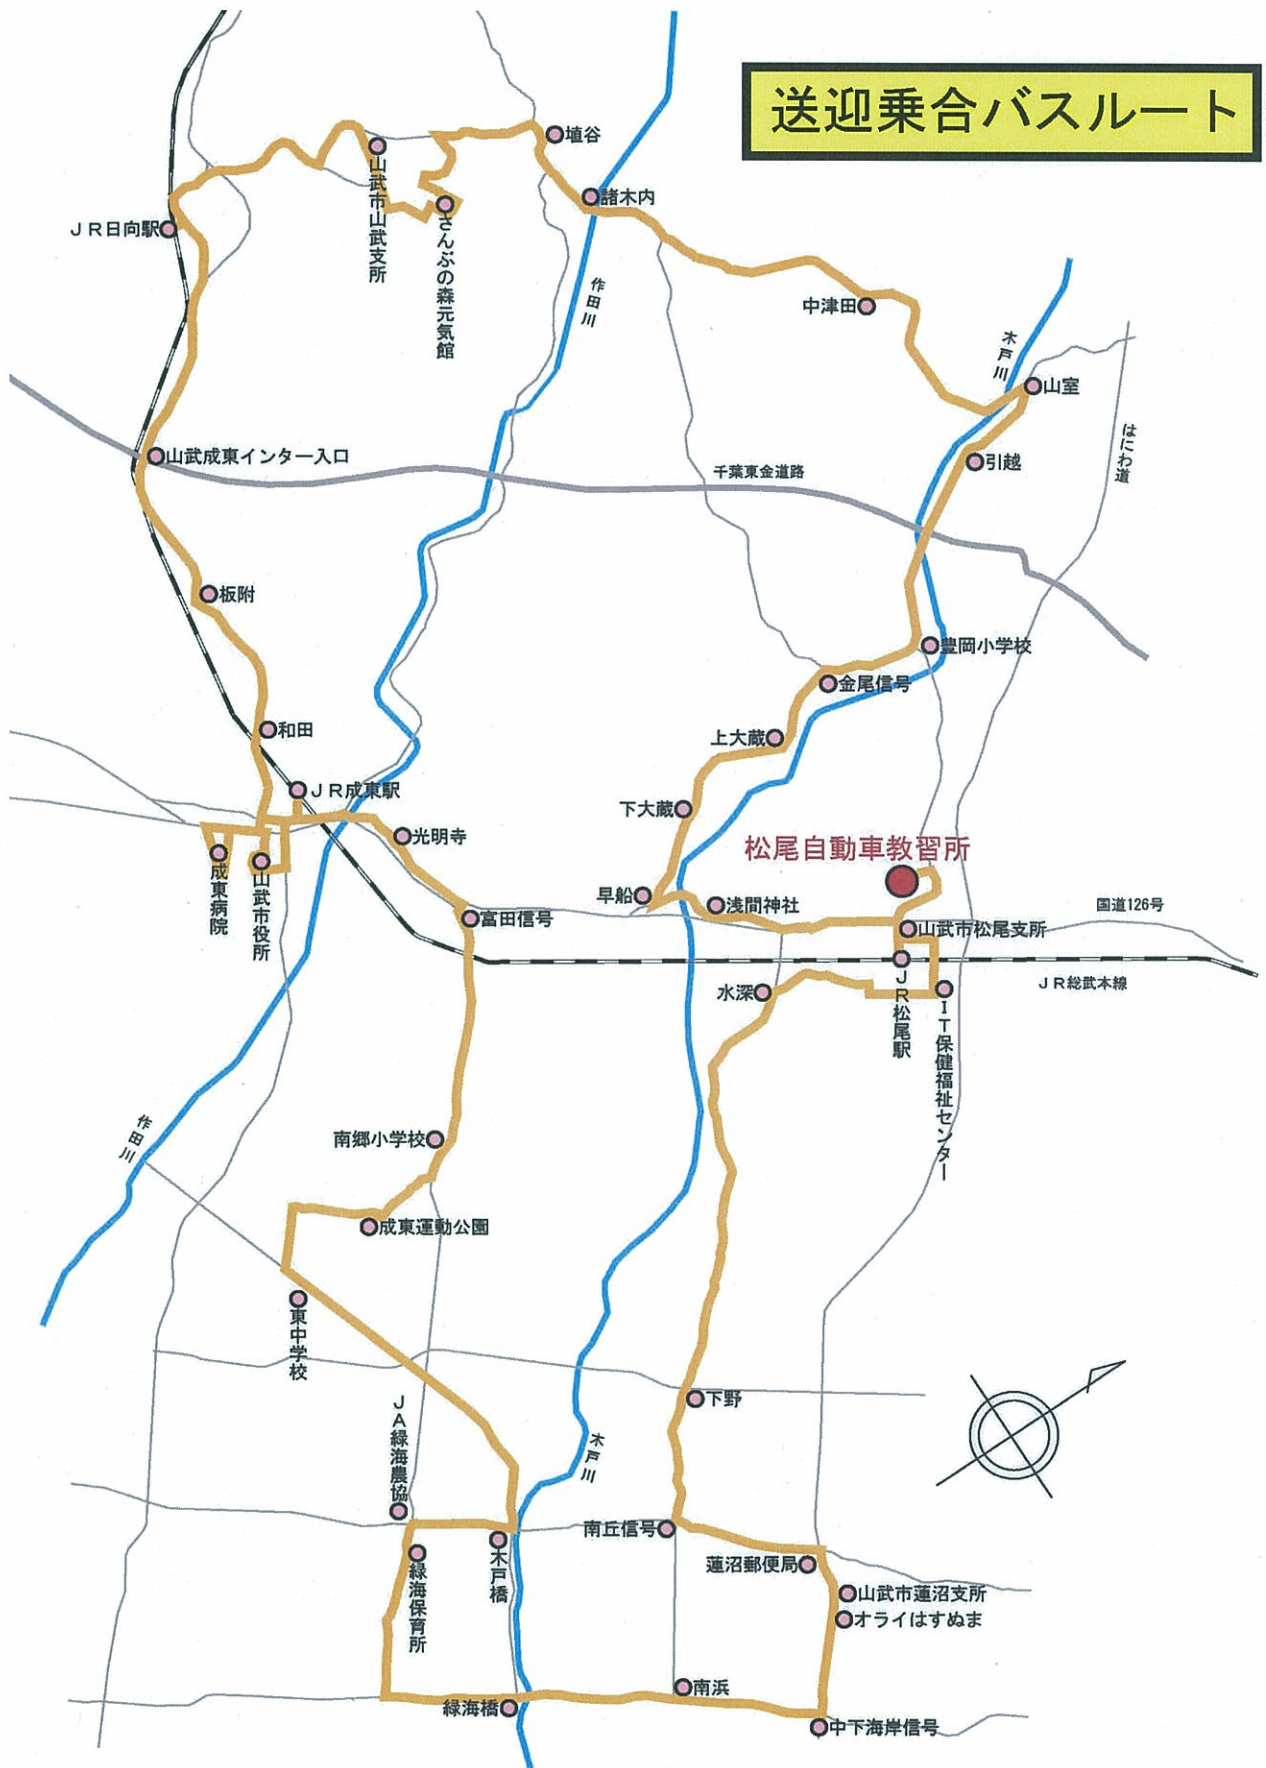 送迎乗合バスルート
埴谷
山武市山武支所
諸木内
さんぶの森元気館
JR日向駅
作田川
中津田
木戸川
山室
はにわ道
山武成東インター入口
引越
千葉東金道路
板附
豊岡小学校
金尾信号
和田
上大蔵
JR成東駅
下大蔵
光明寺
松尾自動車教習所
成東病院
山武市役所
早船
浅間神社
富田信号
国道126号
山武市松尾支所
JR総武本線
水深
JR松尾駅
IT保健福祉センター
作田川
南郷小学校
成東運動公園
東中学校
下野
JA緑海農協
木戸川
南丘信号
木戸橋
緑海保育所
蓮沼郵便局
山武市蓮沼支所
オライはすぬま
南浜
緑海橋
中下海岸信号